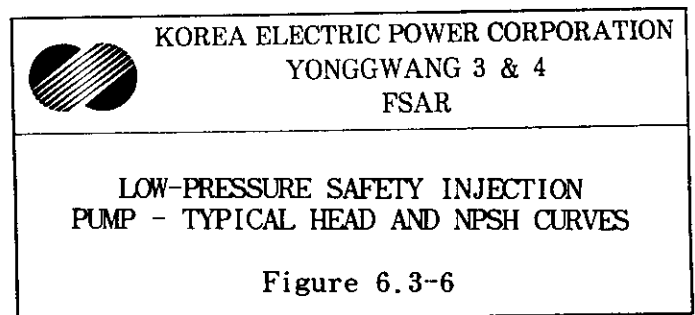 KOREA ELECTRIC POWER CORPORATION
YONGGWANG 3 & 4
FSAR
LOW-PRESSURE SAFETY INJECTION
PUMP - TYPICAL HEAD AND NPSH CURVES
Figure 6.3-6